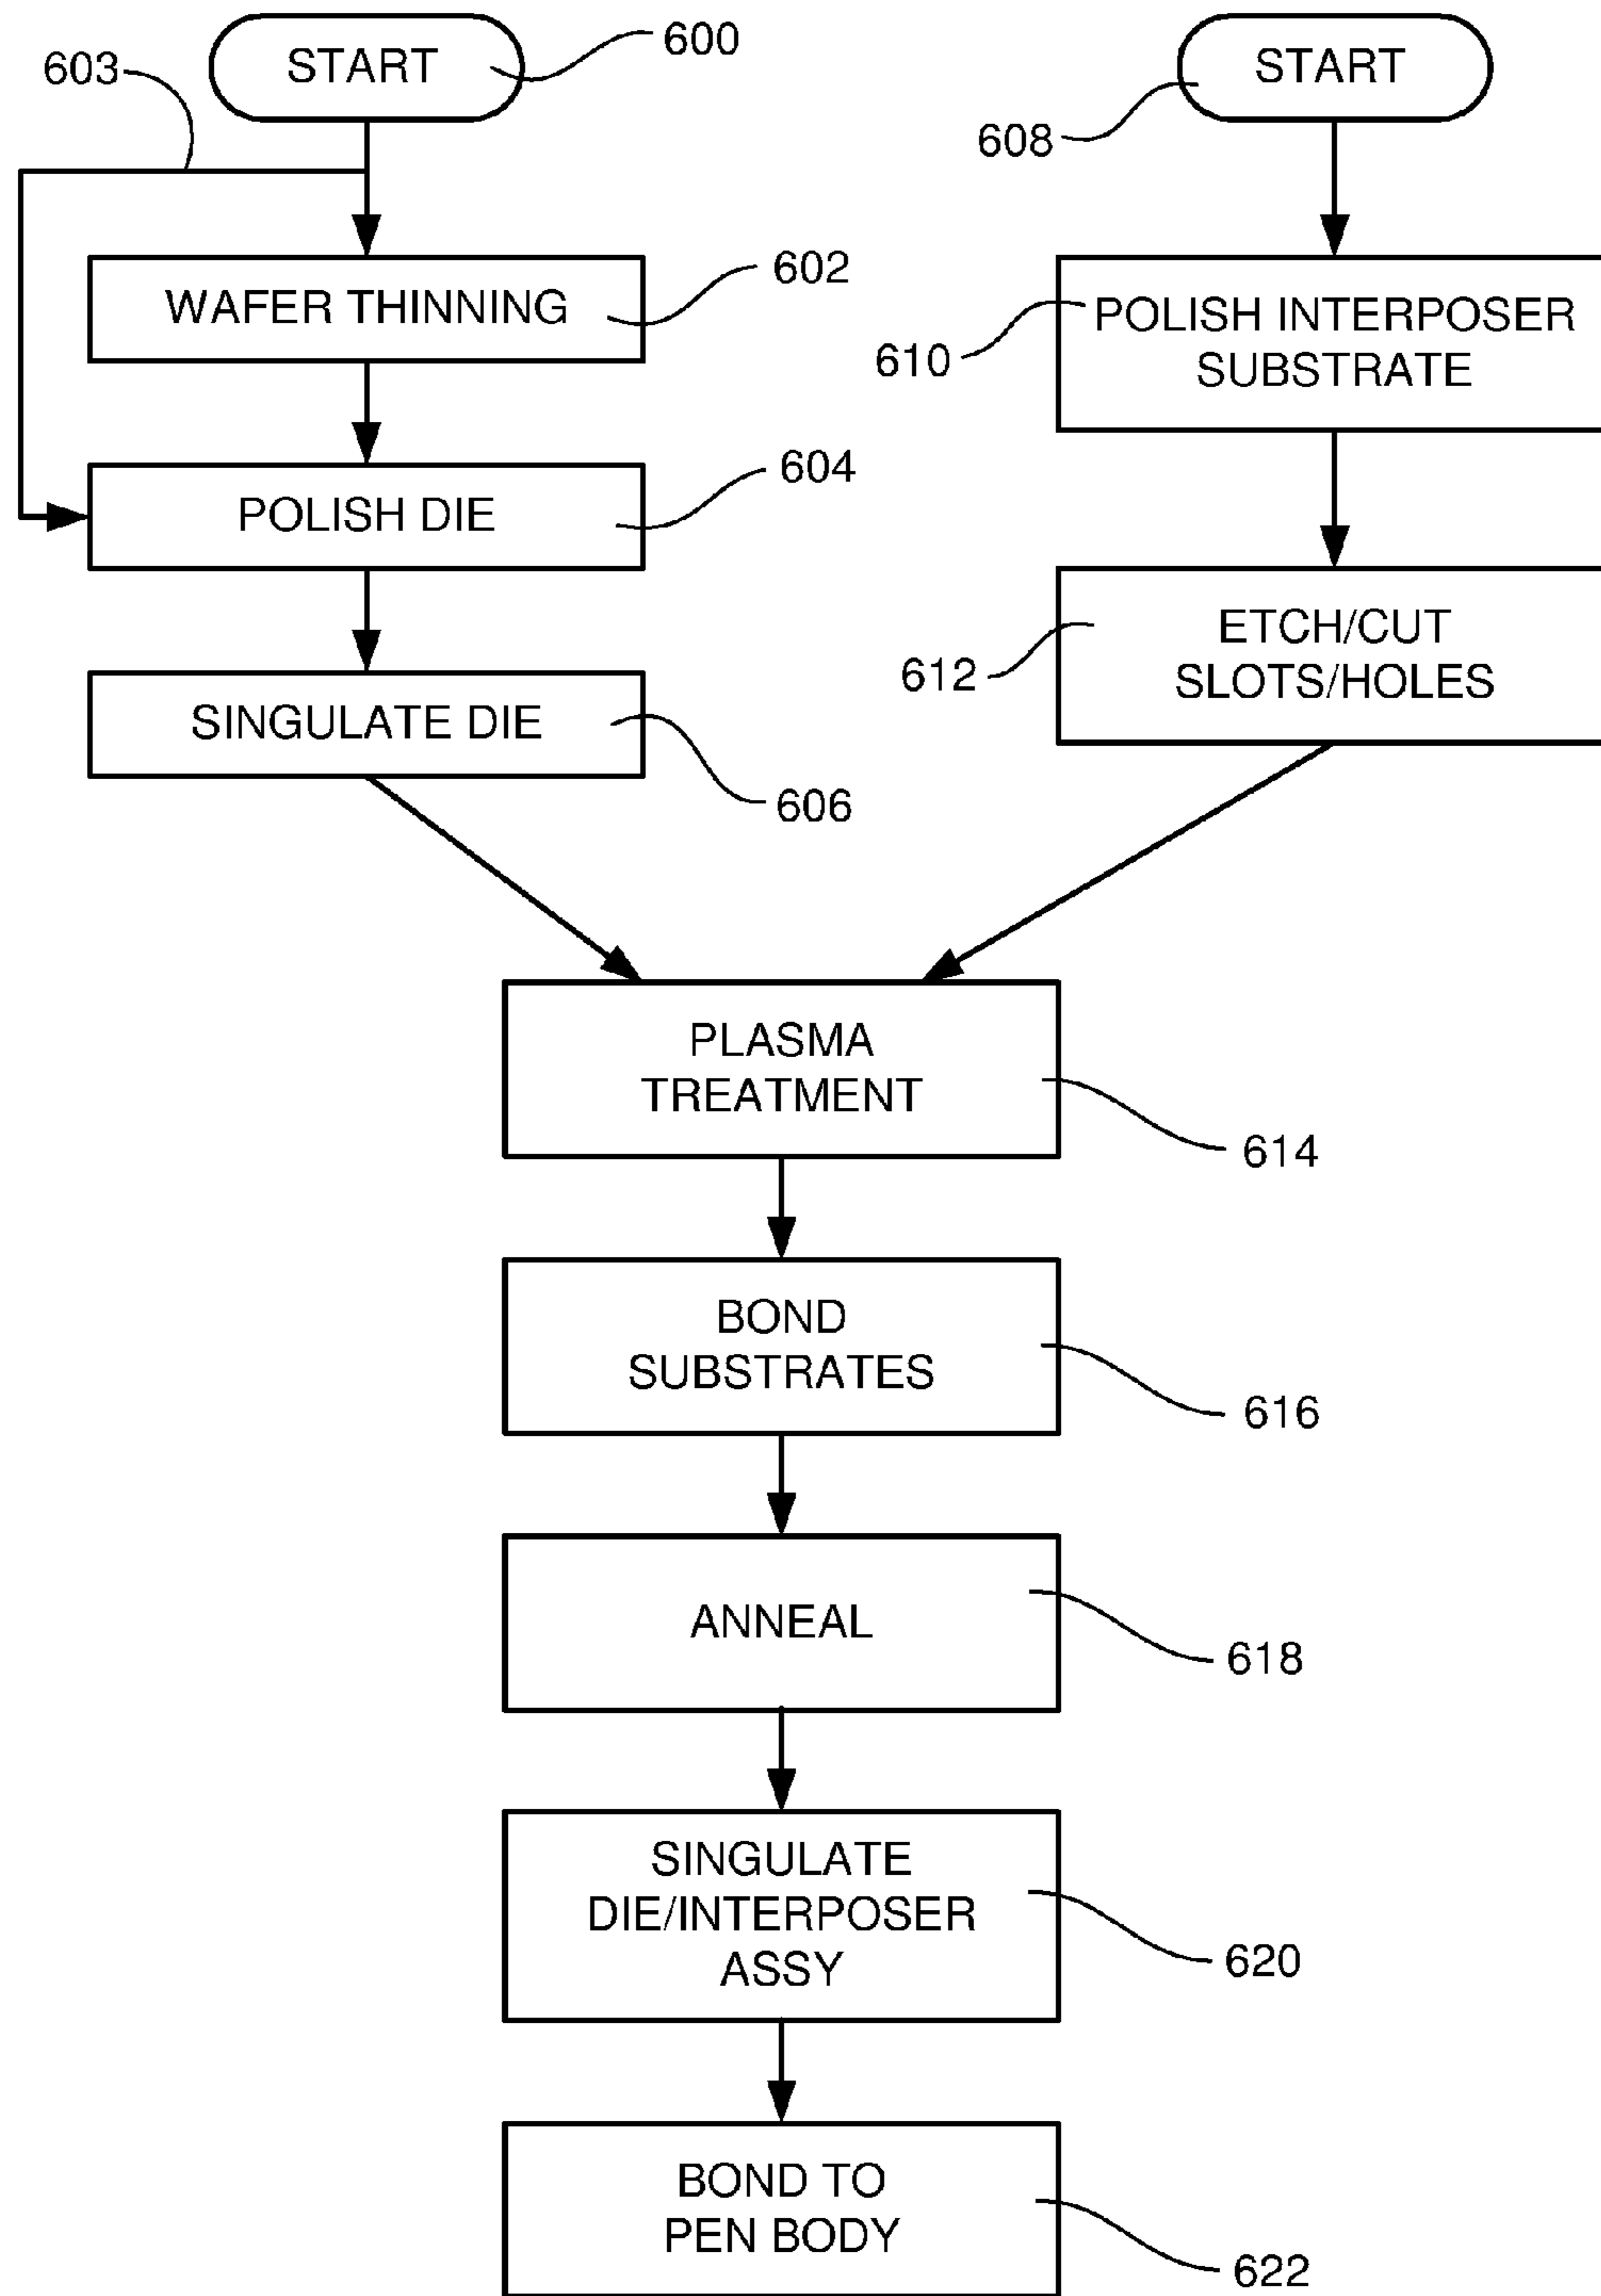 START
600
603
WAFER THINNING
602
POLISH DIE
604
SINGULATE DIE
606
START
608
POLISH INTERPOSER
SUBSTRATE
610
ETCH/CUT
SLOTS/HOLES
612
PLASMA
TREATMENT
614
BOND
SUBSTRATES
616
ANNEAL
618
SINGULATE
DIE/INTERPOSER
ASSY
620
BOND TO
PEN BODY
622